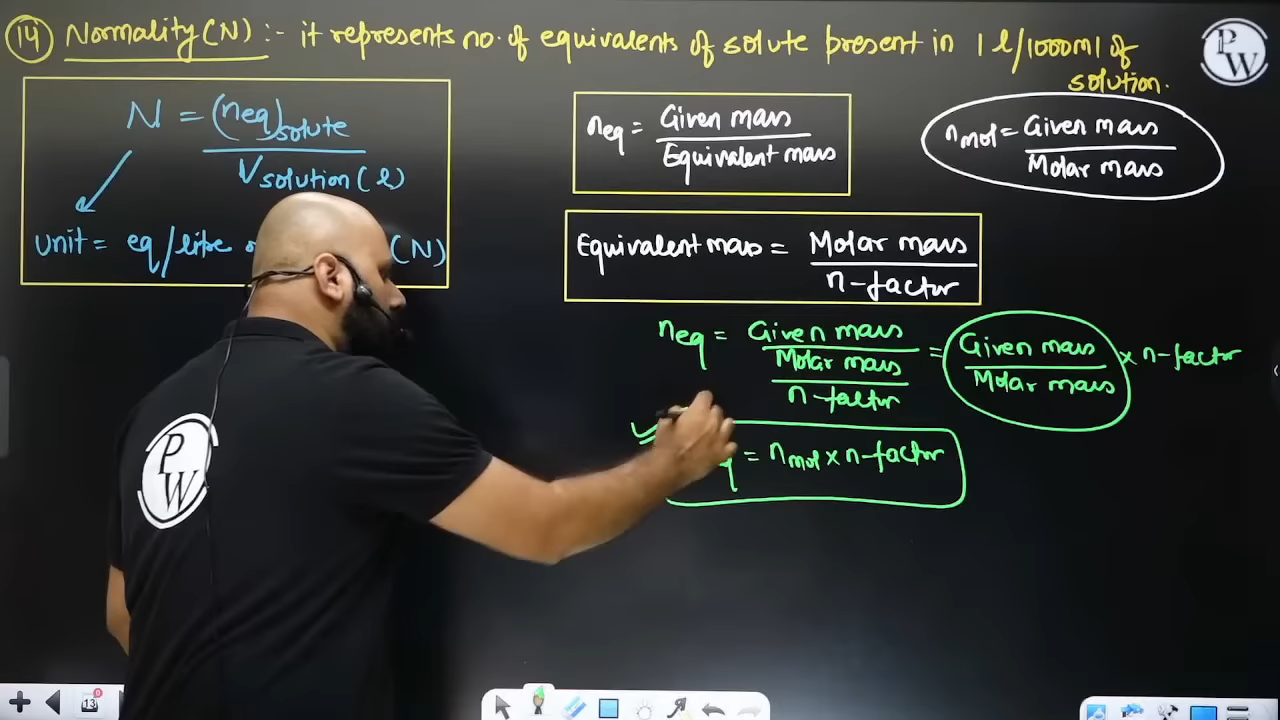 14 Normality (N) :- it represents no. of equivalents of solute present in 1 l/1000ml of
solution.
N = (neq)solute / Vsolution (l)
unit = eq/litre o (N)
neq = Given mass / Equivalent mass
nmol = Given mass / Molar mass
Equivalent mass = Molar mass / n-factor
neq = Given mass / Molar mass / n-factor = Given mass / Molar mass x n-factor
q = nmol x n-factor
PW
PW
13